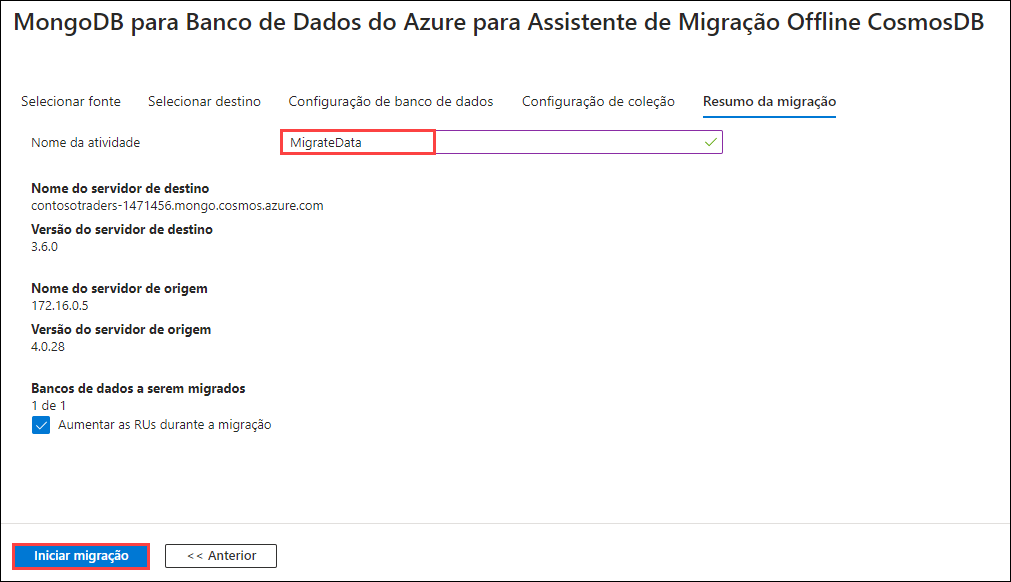 MongoDB para Banco de Dados do Azure para Assistente de Migração Offline CosmosDB
Selecionar fonte Selecionar destino Configuração de banco de dados Configuração de coleção Resumo da migração
Nome da atividade MigrateData
Nome do servidor de destino
contosotraders-1471456.mongo.cosmos.azure.com
Versão do servidor de destino
3.6.0
Nome do servidor de origem
172.16.0.5
Versão do servidor de origem
4.0.28
Bancos de dados a serem migrados
1 de 1
Aumentar as RUs durante a migração
Iniciar migração << Anterior